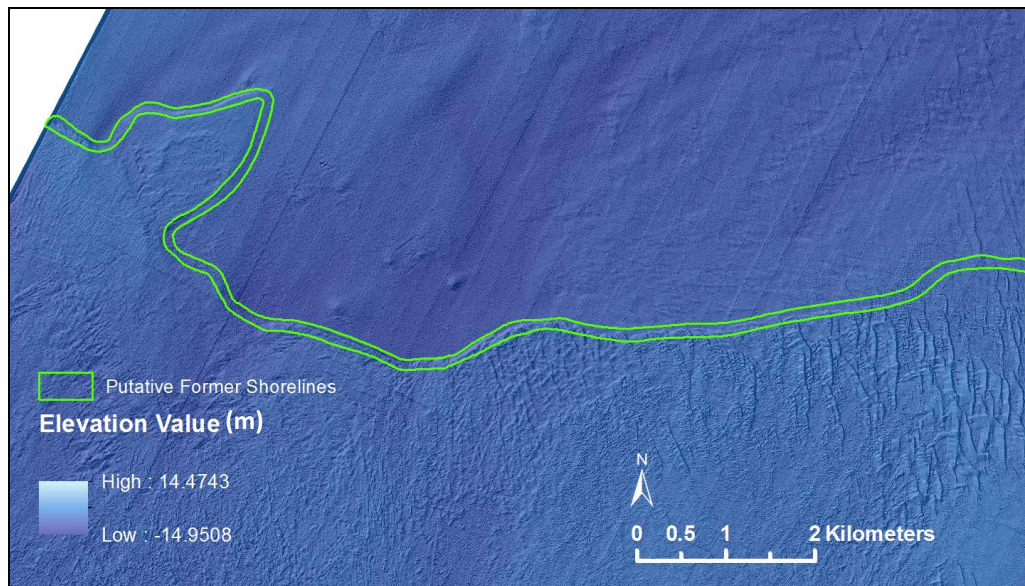 Putative Former Shorelines
Elevation Value (m)
High : 14.4743
Low : -14.9508
N
0 0.5 1 2 Kilometers